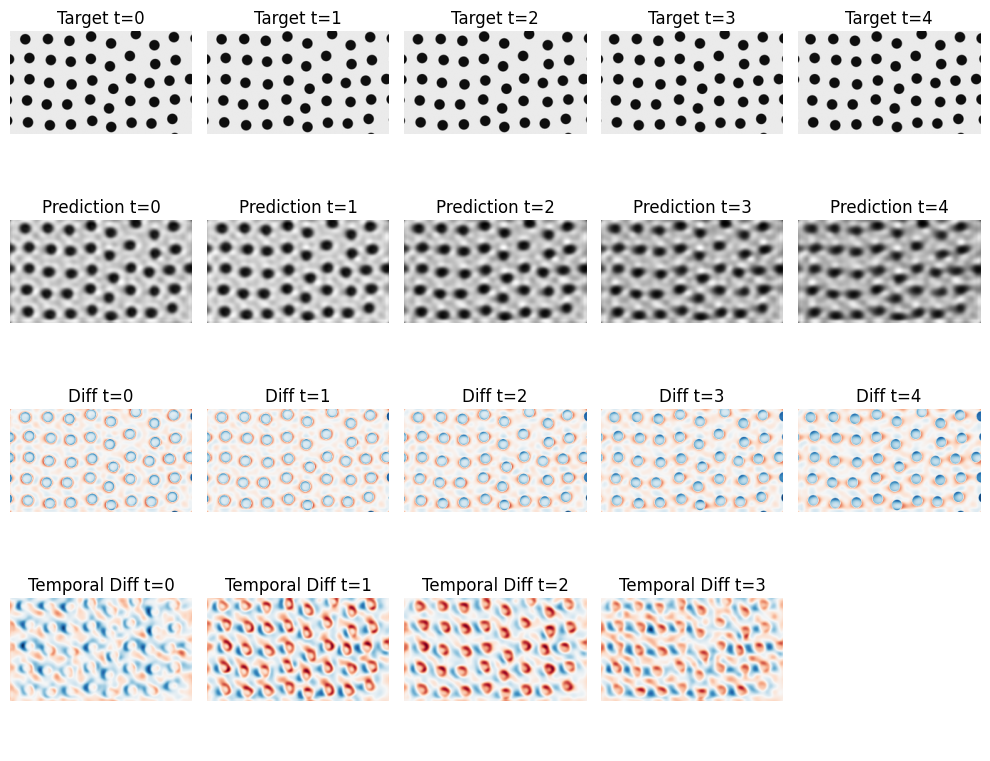 Target t=0 Target t=1 Target t=2 Target t=3 Target t=4
Prediction t=0 Prediction t=1 Prediction t=2 Prediction t=3 Prediction t=4
Diff t=0 Diff t=1 Diff t=2 Diff t=3 Diff t=4
Temporal Diff t=0 Temporal Diff t=1 Temporal Diff t=2 Temporal Diff t=3